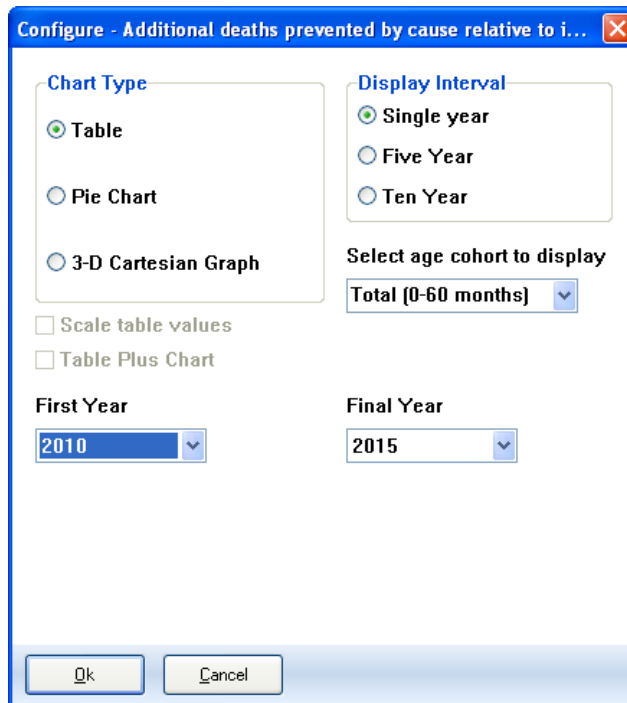 Configure - Additional deaths prevented by cause relative to i...
Chart Type
Table
Pie Chart
3-D Cartesian Graph
Display Interval
Single year
Five Year
Ten Year
Select age cohort to display
Total (0-60 months)
Scale table values
Table Plus Chart
First Year
2010
Final Year
2015
Ok
Cancel